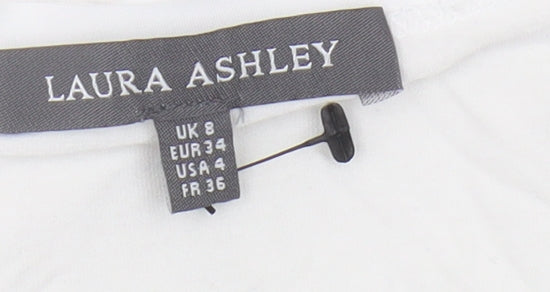 LAURA ASHLEY
UK 8
EUR 34
USA 4
FR 36